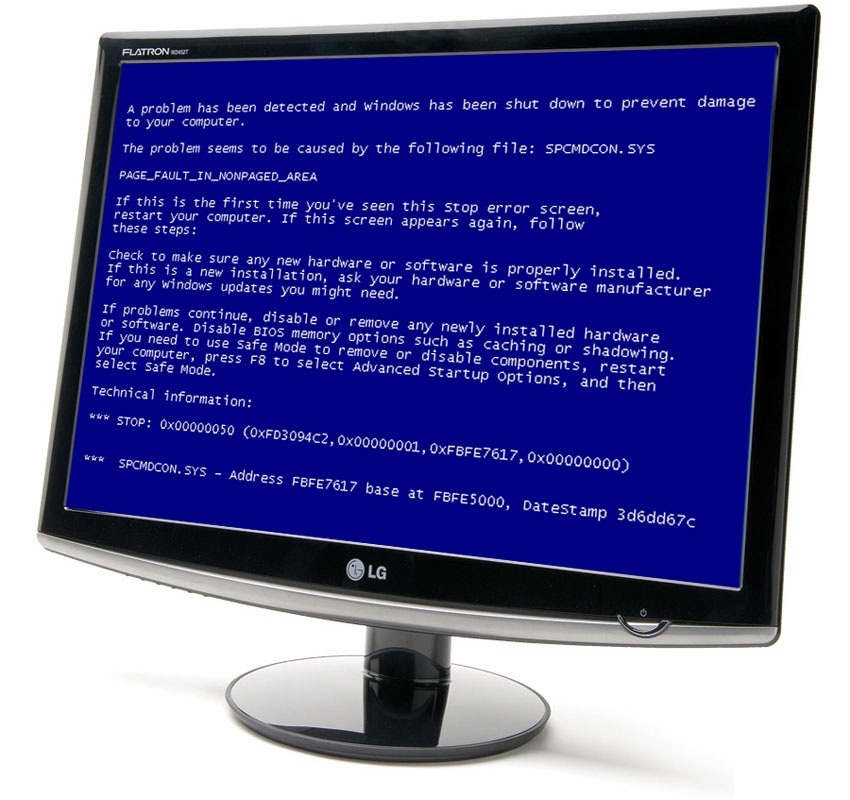 FLATRON W2452T
A problem has been detected and Windows has been shut down to prevent damage
to your computer.
The problem seems to be caused by the following file: SPCMDCON.SYS
PAGE_FAULT_IN_NONPAGED_AREA
If this is the first time you've seen this Stop error screen,
restart your computer. If this screen appears again, follow
these steps:
Check to make sure any new hardware or software is properly installed.
If this is a new installation, ask your hardware or software manufacturer
for any Windows updates you might need.
If problems continue, disable or remove any newly installed hardware
or software. Disable BIOS memory options such as caching or shadowing.
If you need to use Safe Mode to remove or disable components, restart
your computer, press F8 to select Advanced Startup Options, and then
select Safe Mode.
Technical information:
*** STOP: 0x00000050 (0xFD3094C2,0x00000001,0xFBFE7617,0x00000000)
*** SPCMDCON.SYS - Address FBFE7617 base at FBFE5000, DateStamp 3d6dd67c
LG